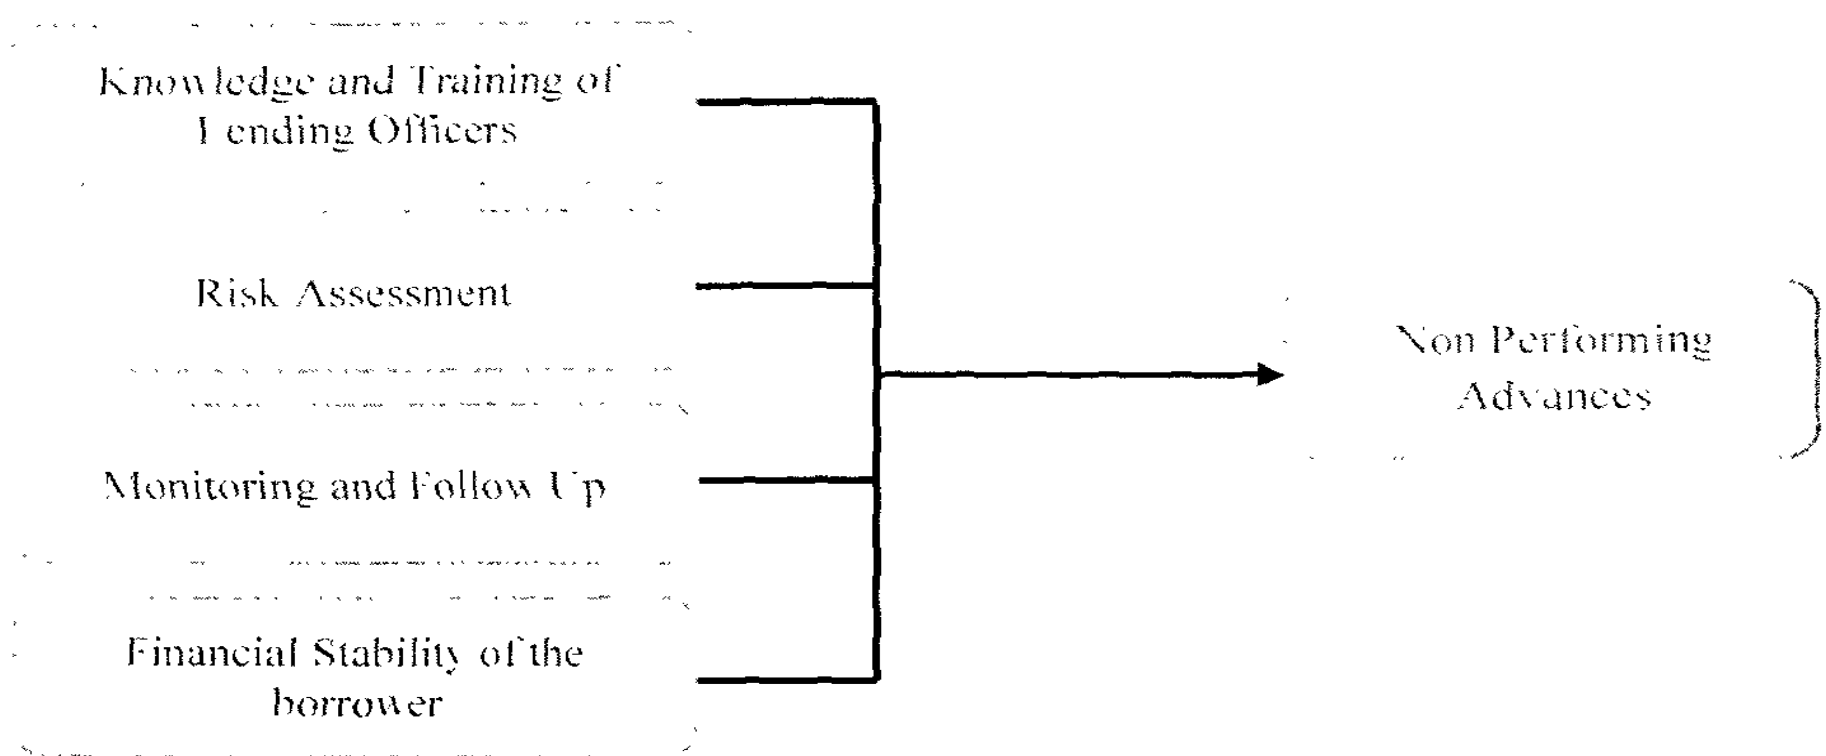 Knowledge and Training of
Lending Officers
Risk Assessment
Monitoring and Follow Up
Financial Stability of the
borrower
Non Performing
Advances